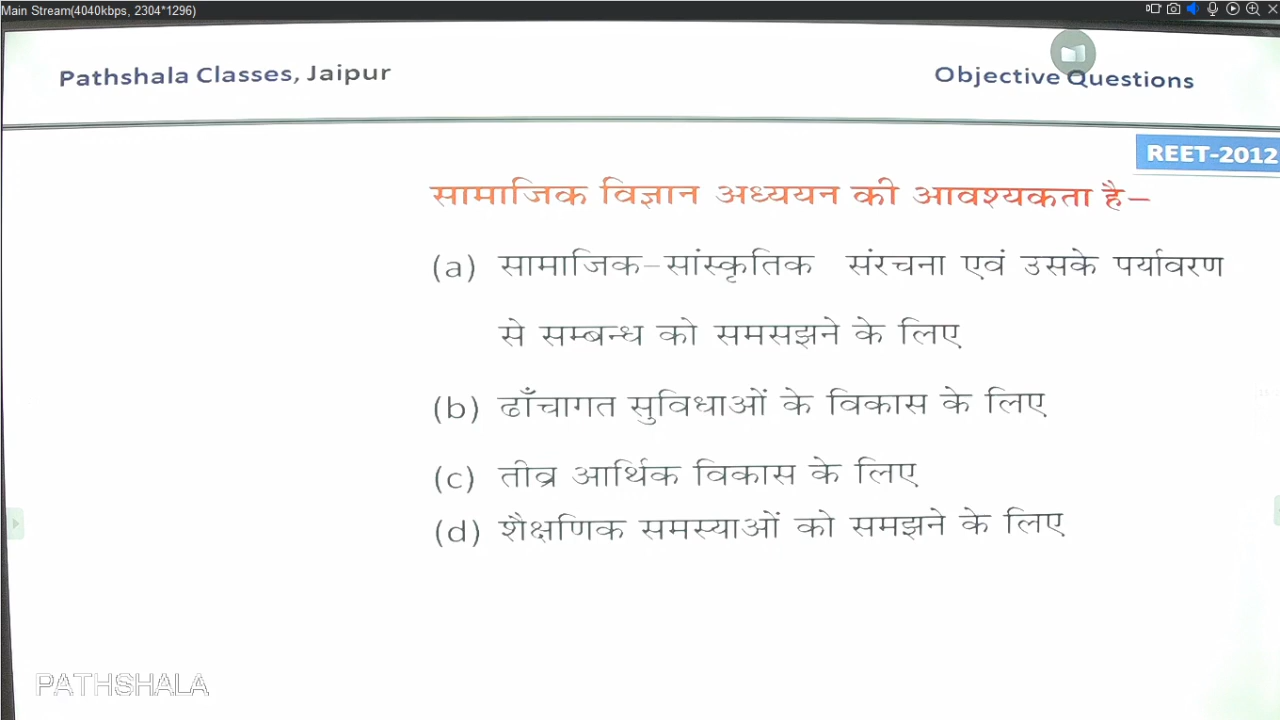 Main Stream(4040kbps, 2304*1296)
Pathshala Classes, Jaipur
Objective Questions
REET-2012
सामाजिक विज्ञान अध्ययन की आवश्यकता है–
(a) सामाजिक–सांस्कृतिक संरचना एवं उसके पर्यावरण
से सम्बन्ध को समसझने के लिए
(b) ढाँचागत सुविधाओं के विकास के लिए
(c) तीव्र आर्थिक विकास के लिए
(d) शैक्षणिक समस्याओं को समझने के लिए
PATHSHALA